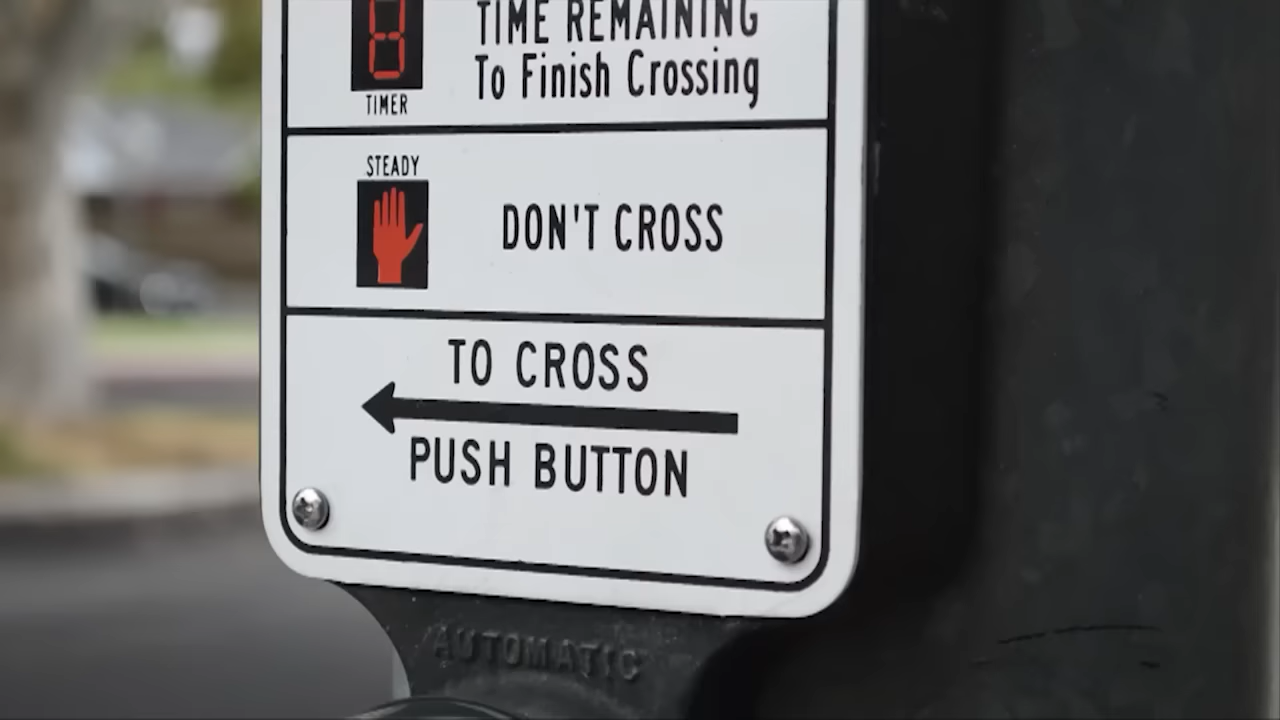 TIME REMAINING
To Finish Crossing
TIMER
STEADY
DON'T CROSS
TO CROSS
PUSH BUTTON
AUTOMATIC